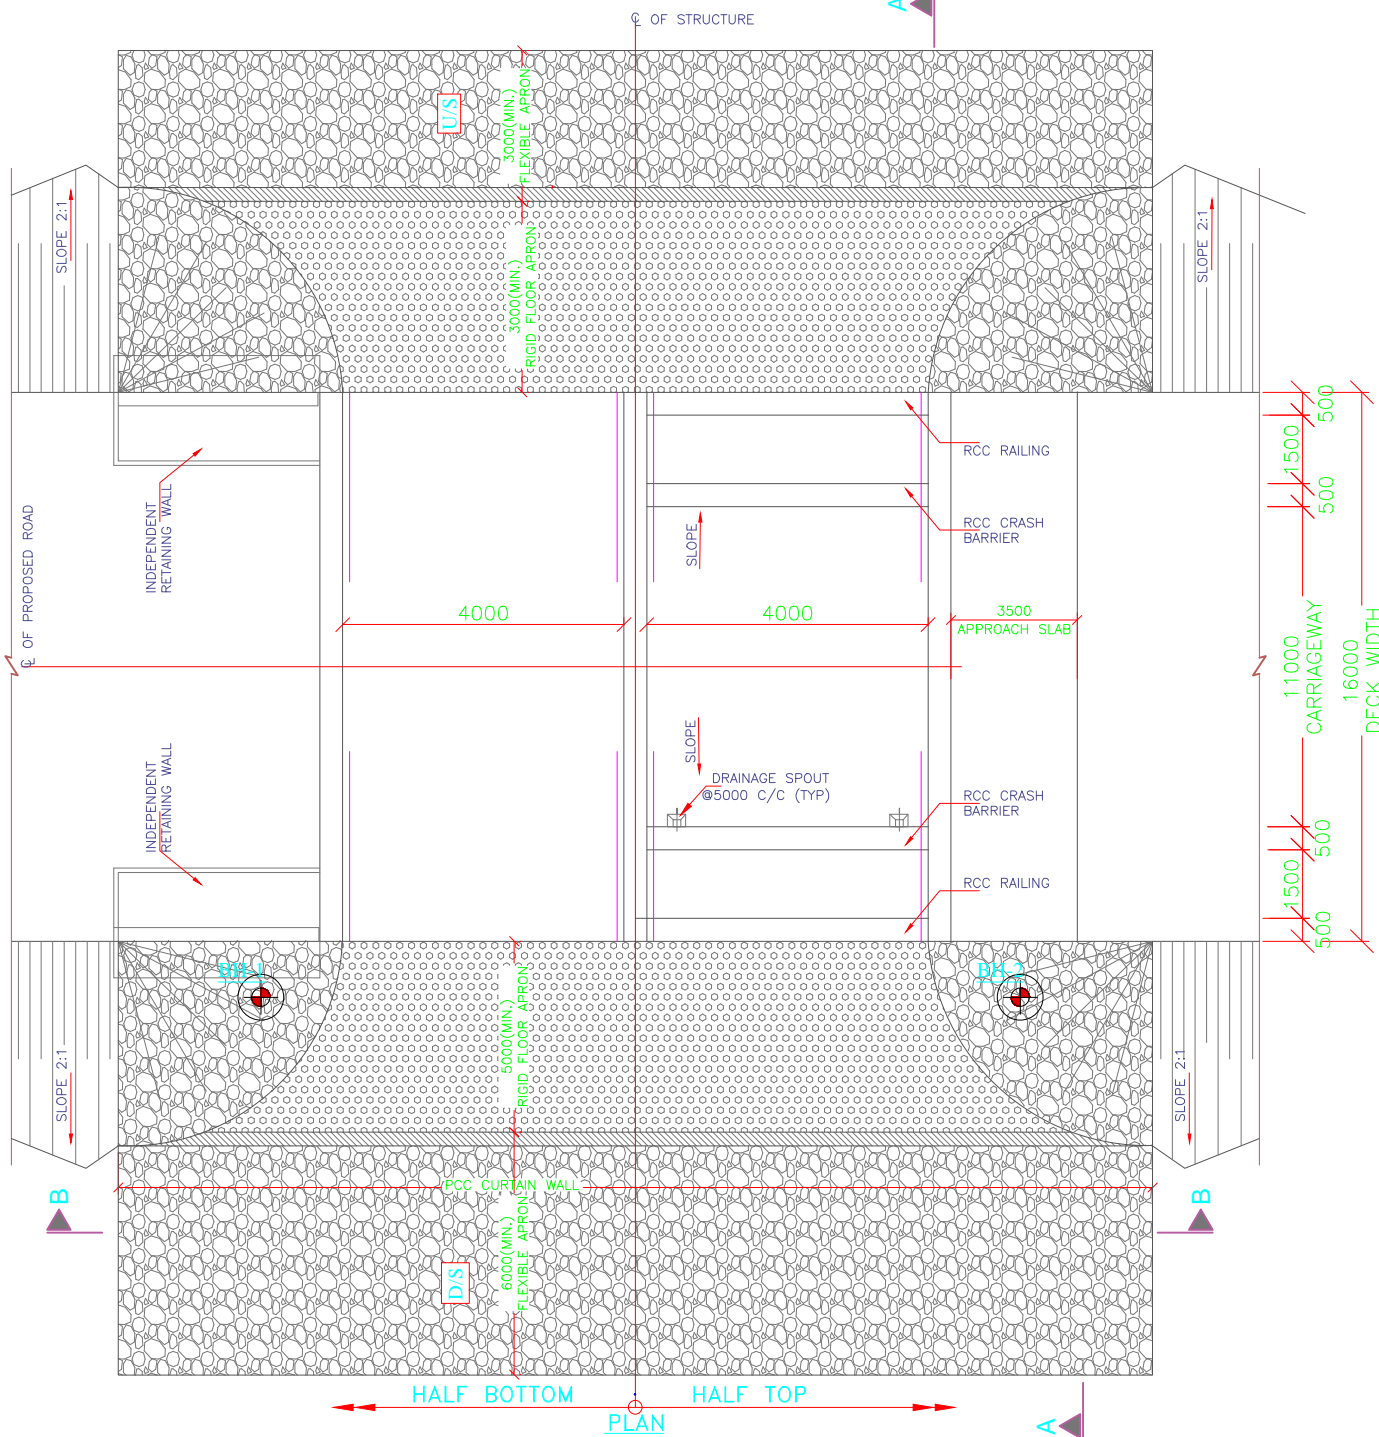 ℄ OF STRUCTURE
A
U/S
3000(MIN.)
FLEXIBLE APRON
SLOPE 2:1
SLOPE 2:1
3000(MIN.)
RIGID FLOOR APRON
500
1500
500
RCC RAILING
INDEPENDENT
RETAINING WALL
RCC CRASH
BARRIER
SLOPE
℄ OF PROPOSED ROAD
4000
4000
3500
APPROACH SLAB
11000
CARRIAGEWAY
16000
DECK WIDTH
SLOPE
INDEPENDENT
RETAINING WALL
DRAINAGE SPOUT
@5000 C/C (TYP)
RCC CRASH
BARRIER
500
1500
500
RCC RAILING
BH-1
BH-2
5000(MIN.)
RIGID FLOOR APRON
SLOPE 2:1
SLOPE 2:1
PCC CURTAIN WALL
B
B
6000(MIN.)
FLEXIBLE APRON
D/S
HALF BOTTOM
HALF TOP
PLAN
A